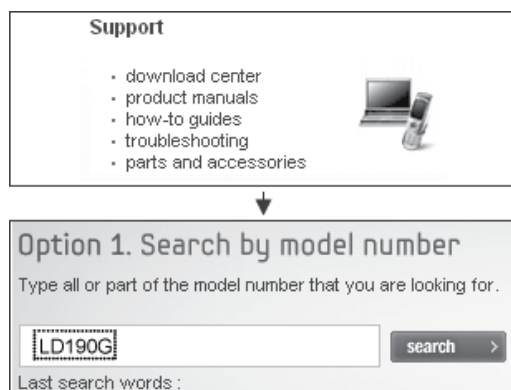 Support
· download center
· product manuals
· how-to guides
· troubleshooting
· parts and accessories
Option 1. Search by model number
Type all or part of the model number that you are looking for.
LD190G
search >
Last search words :